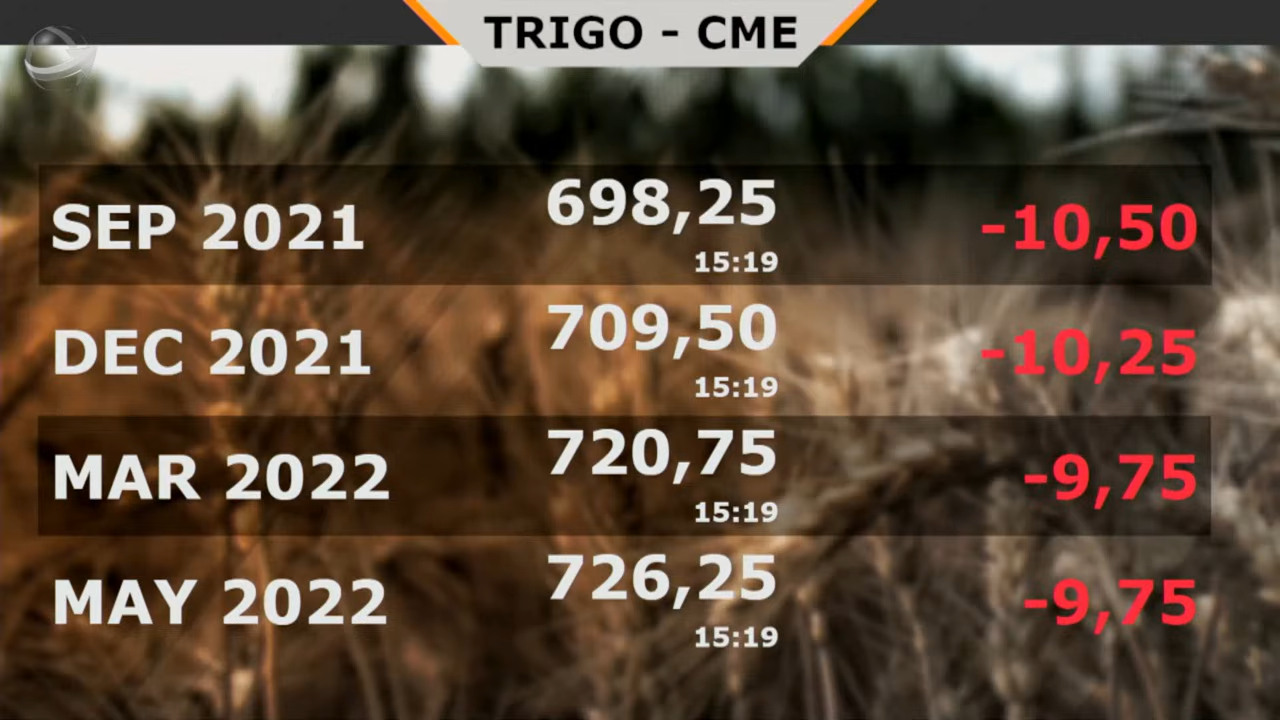 TRIGO - CME
SEP 2021 698,25 -10,50
15:19
DEC 2021 709,50 -10,25
15:19
MAR 2022 720,75 -9,75
15:19
MAY 2022 726,25 -9,75
15:19